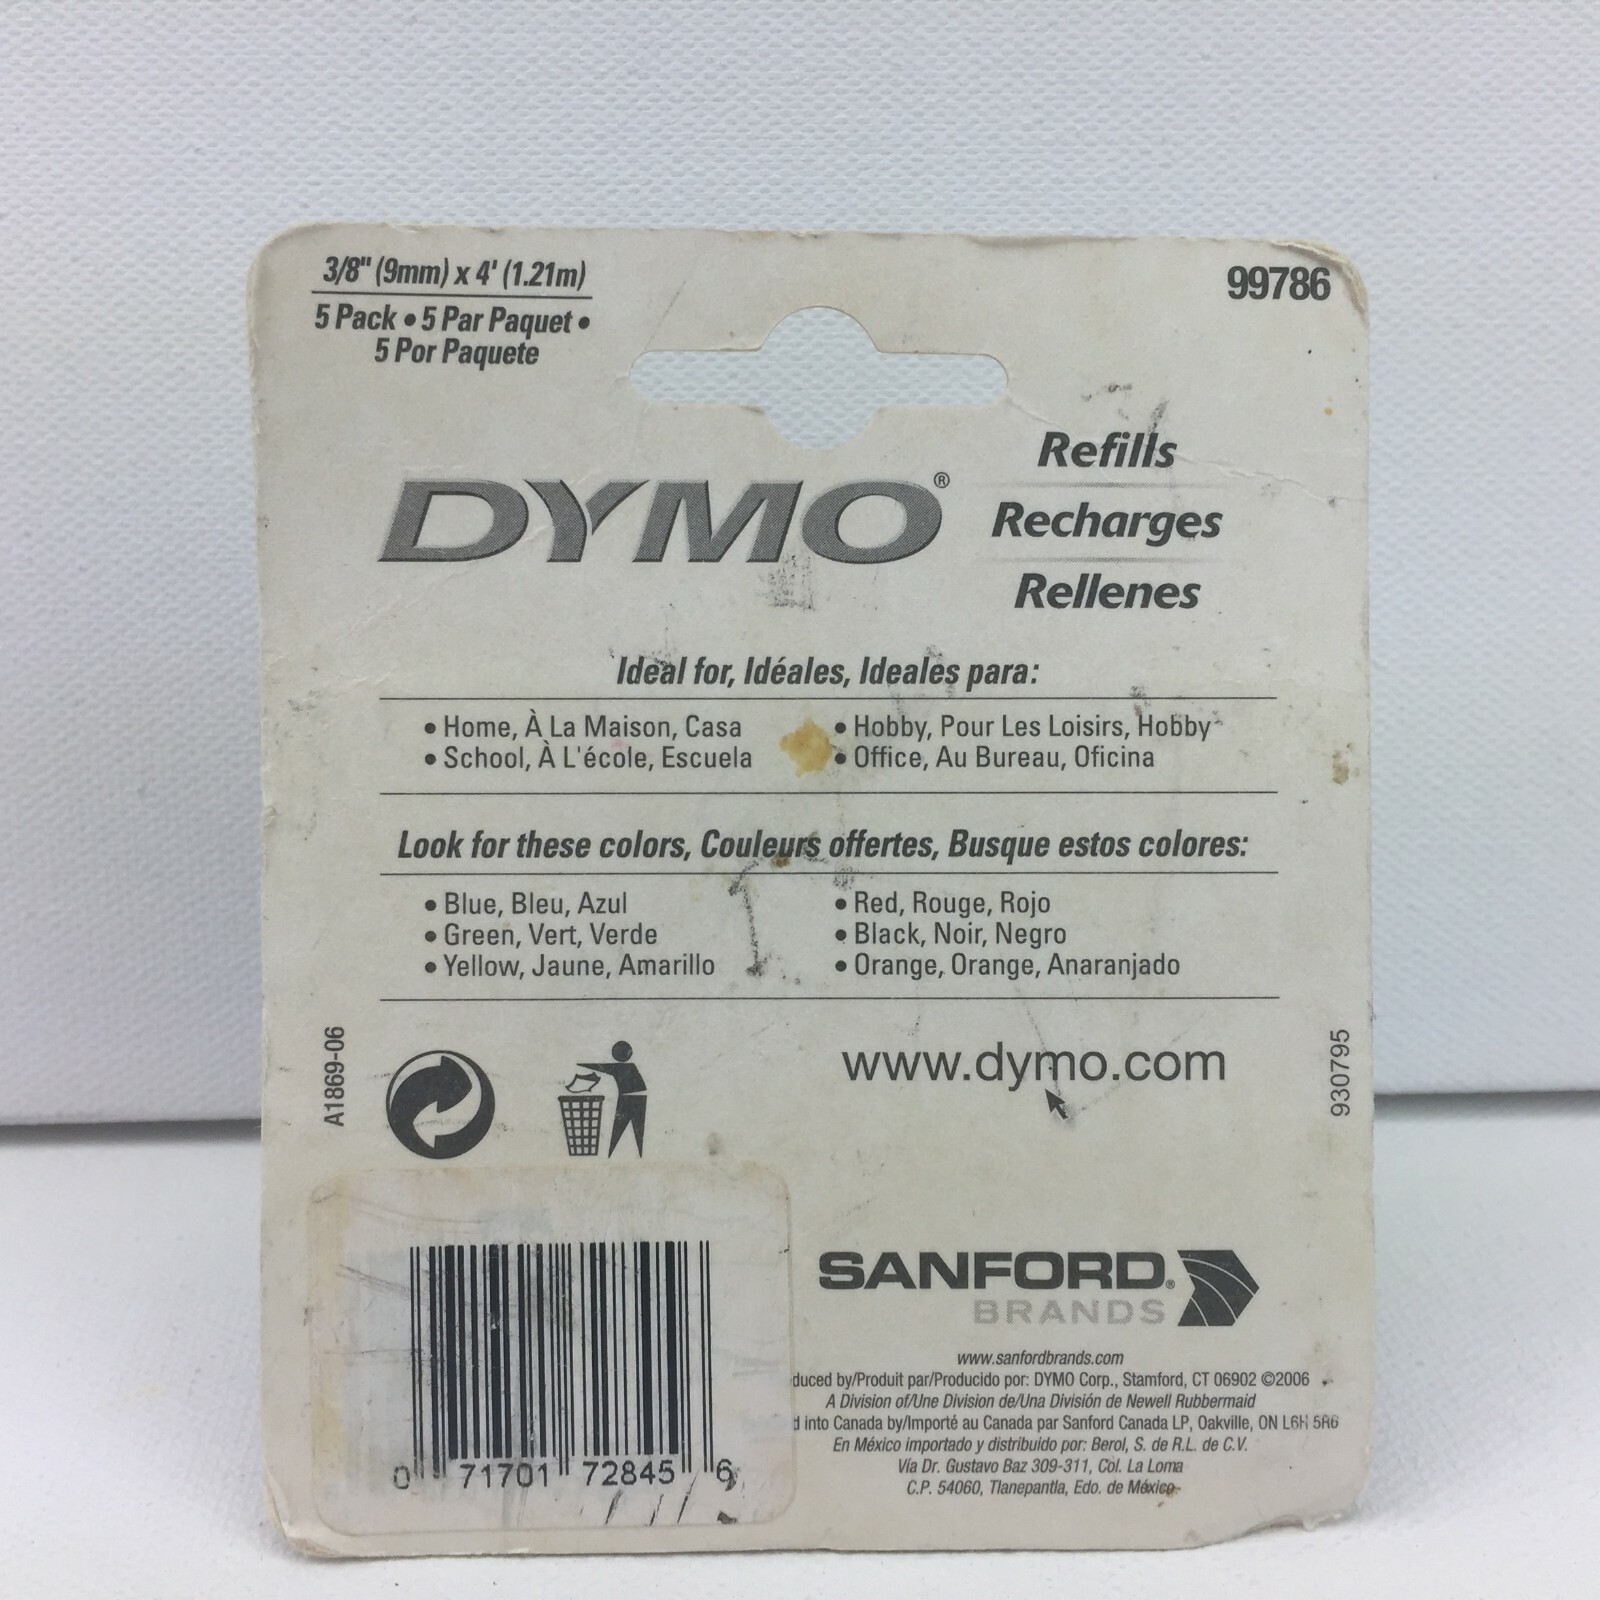 3/8" (9mm) x 4' (1.21m)
5 Pack • 5 Par Paquet •
5 Por Paquete
99786
DYMO®
Refills
Recharges
Rellenes
Ideal for, Idéales, Ideales para:
• Home, À La Maison, Casa
• School, À L'école, Escuela
• Hobby, Pour Les Loisirs, Hobby
• Office, Au Bureau, Oficina
Look for these colors, Couleurs offertes, Busque estos colores:
• Blue, Bleu, Azul
• Green, Vert, Verde
• Yellow, Jaune, Amarillo
• Red, Rouge, Rojo
• Black, Noir, Negro
• Orange, Orange, Anaranjado
A1869-06
www.dymo.com
930795
0 71701 72845 6
SANFORD®
BRANDS
www.sanfordbrands.com
duced by/Produit par/Producido por: DYMO Corp., Stamford, CT 06902 ©2006
A Division of/Une Division de/Una División de Newell Rubbermaid
d into Canada by/Importé au Canada par Sanford Canada LP, Oakville, ON L6H 5R6
En México importado y distribuido por: Berol, S. de R.L. de C.V.
Vía Dr. Gustavo Baz 309-311, Col. La Loma
C.P. 54060, Tlanepantla, Edo. de México